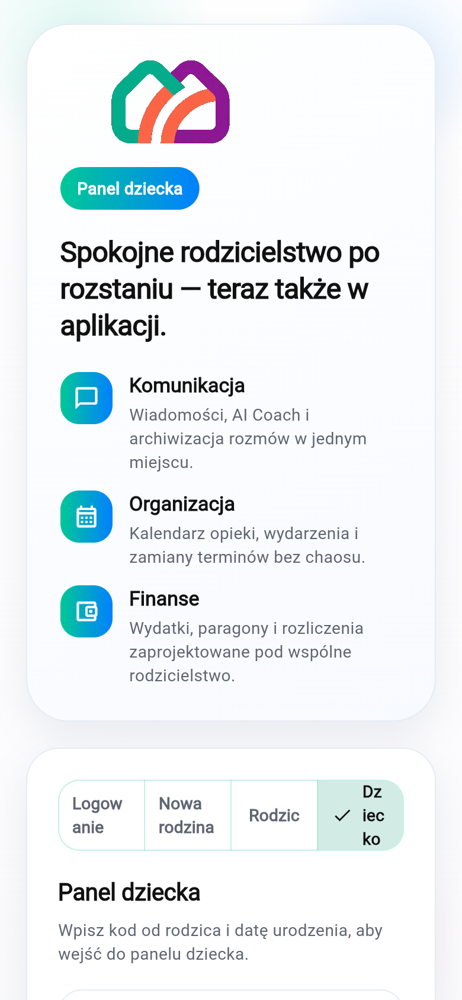 Panel dziecka
Spokojne rodzicielstwo po
rozstaniu — teraz także w
aplikacji.
Komunikacja
Wiadomości, AI Coach i
archiwizacja rozmów w jednym
miejscu.
Organizacja
Kalendarz opieki, wydarzenia i
zamiany terminów bez chaosu.
Finanse
Wydatki, paragony i rozliczenia
zaprojektowane pod wspólne
rodzicielstwo.
Logow
anie
Nowa
rodzina
Rodzic
Dz
iec
ko
Panel dziecka
Wpisz kod od rodzica i datę urodzenia, aby
wejść do panelu dziecka.